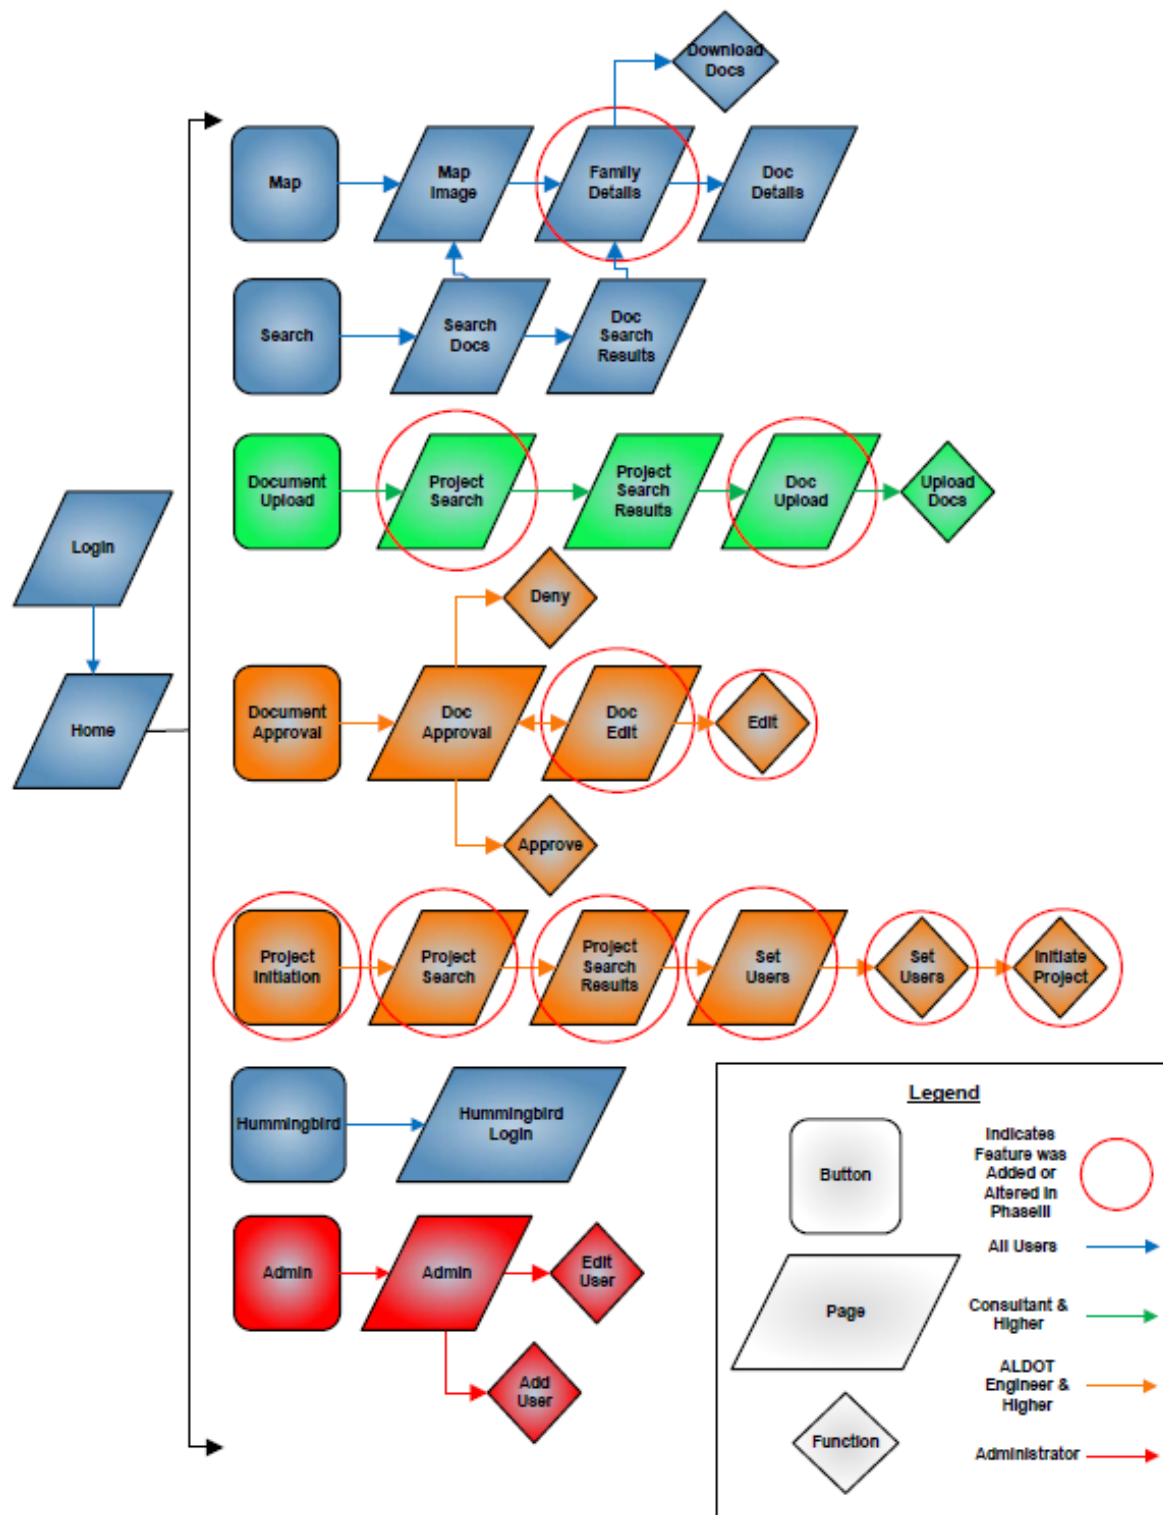 Download
Docs
Map
Map
Image
Family
Details
Doc
Details
Search
Search
Docs
Doc
Search
Results
Document
Upload
Project
Search
Project
Search
Results
Doc
Upload
Upload
Docs
Login
Home
Deny
Document
Approval
Doc
Approval
Doc
Edit
Edit
Approve
Project
Initiation
Project
Search
Project
Search
Results
Set
Users
Set
Users
Initiate
Project
Hummingbird
Hummingbird
Login
Admin
Admin
Edit
User
Add
User
Legend
Button
Indicates
Feature was
Added or
Altered in
PhaseIII
All Users
Page
Consultant &
Higher
ALDOT
Engineer &
Higher
Function
Administrator